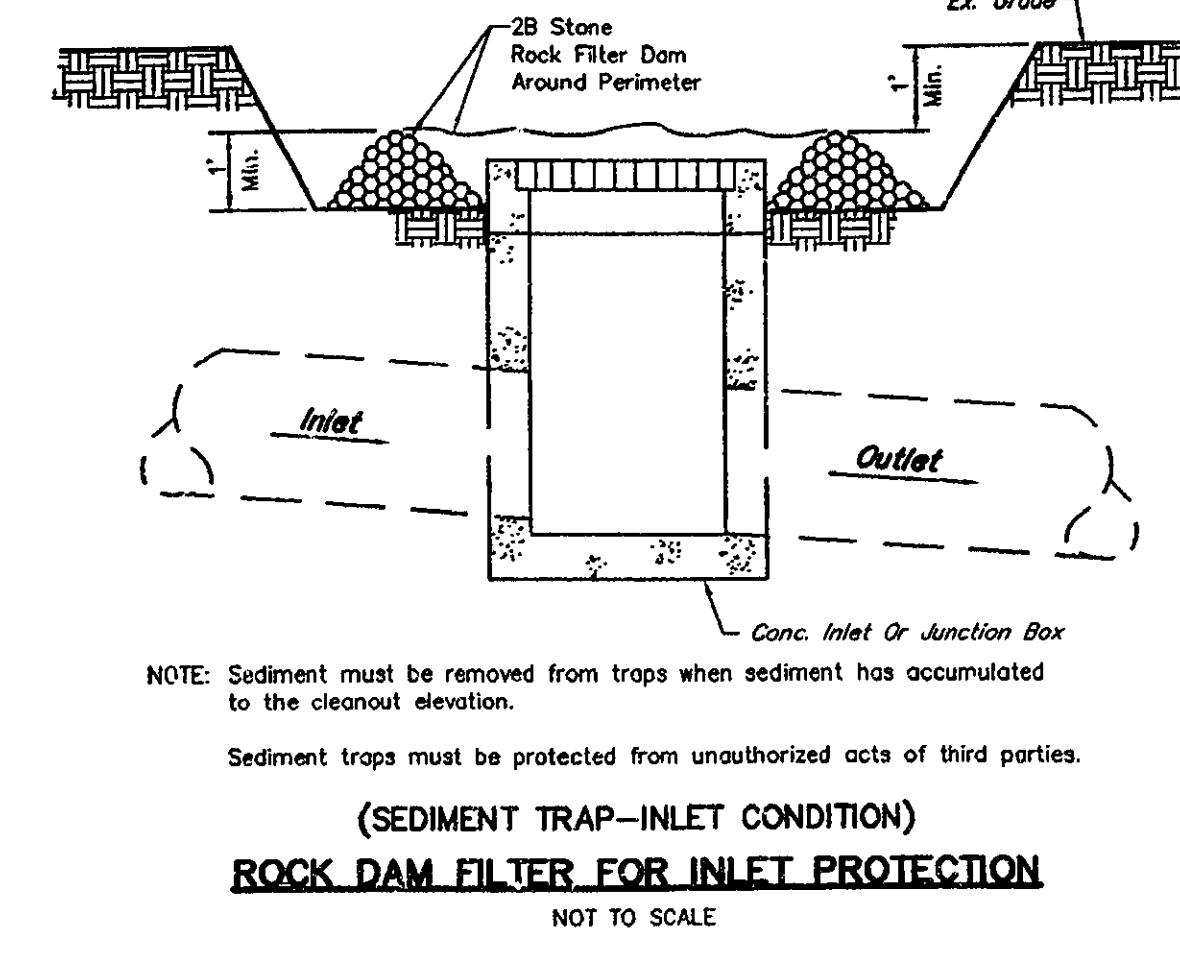 Ex. Grade
2B Stone
Rock Filter Dam
Around Perimeter
1'
Min.
1'
Min.
Inlet
Outlet
Conc. Inlet Or Junction Box
NOTE: Sediment must be removed from traps when sediment has accumulated
to the cleanout elevation.
Sediment traps must be protected from unauthorized acts of third parties.
(SEDIMENT TRAP-INLET CONDITION)
ROCK DAM FILTER FOR INLET PROTECTION
NOT TO SCALE